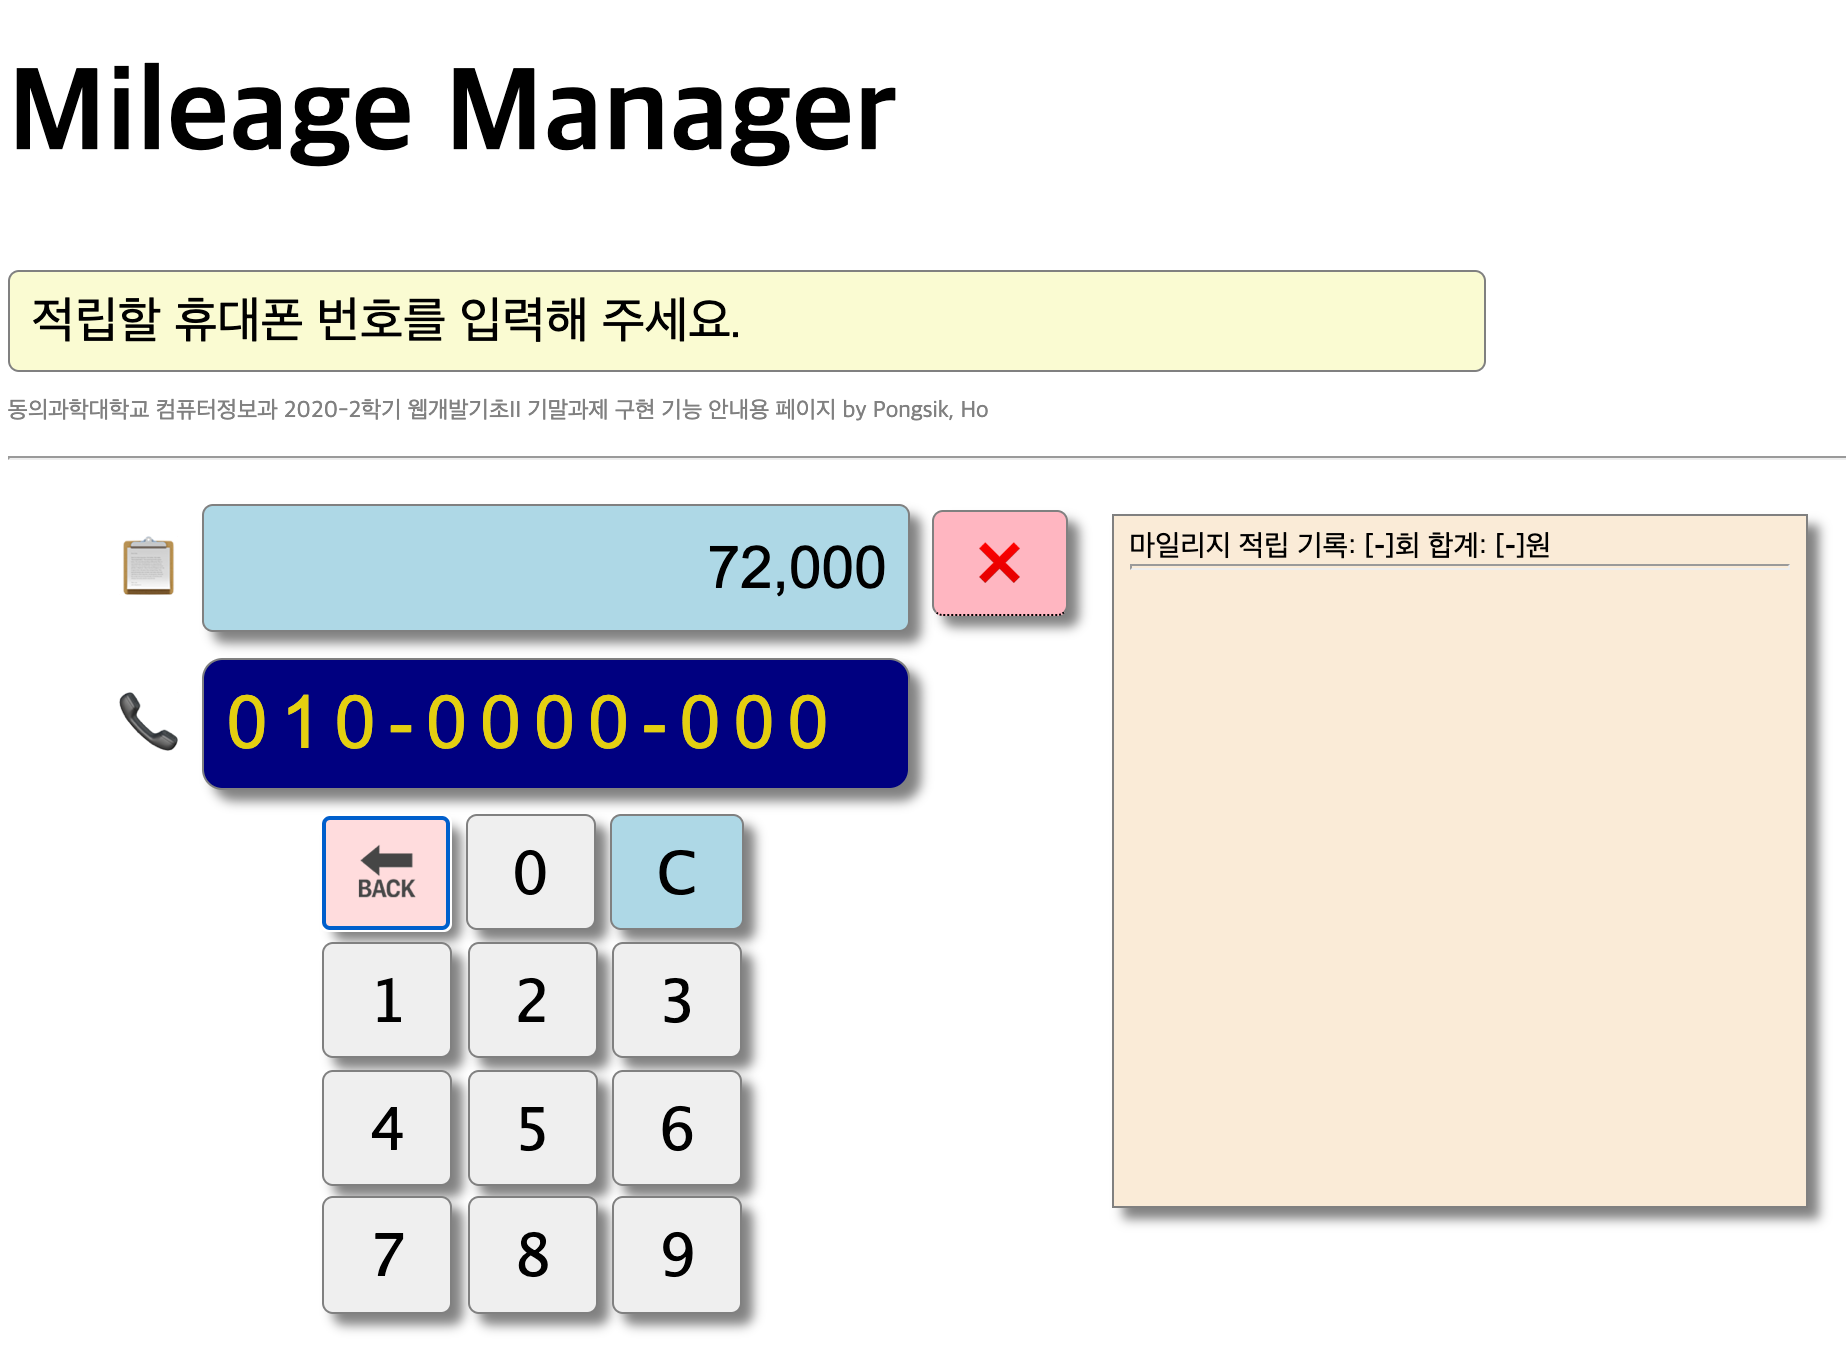 Mileage Manager
적립할 휴대폰 번호를 입력해 주세요.
동의과학대학교 컴퓨터정보과 2020-2학기 웹개발기초II 기말과제 구현 기능 안내용 페이지 by Pongsik, Ho
72,000
마일리지 적립 기록: [-]회 합계: [-]원
010-0000-000
BACK 0 C
1 2 3
4 5 6
7 8 9